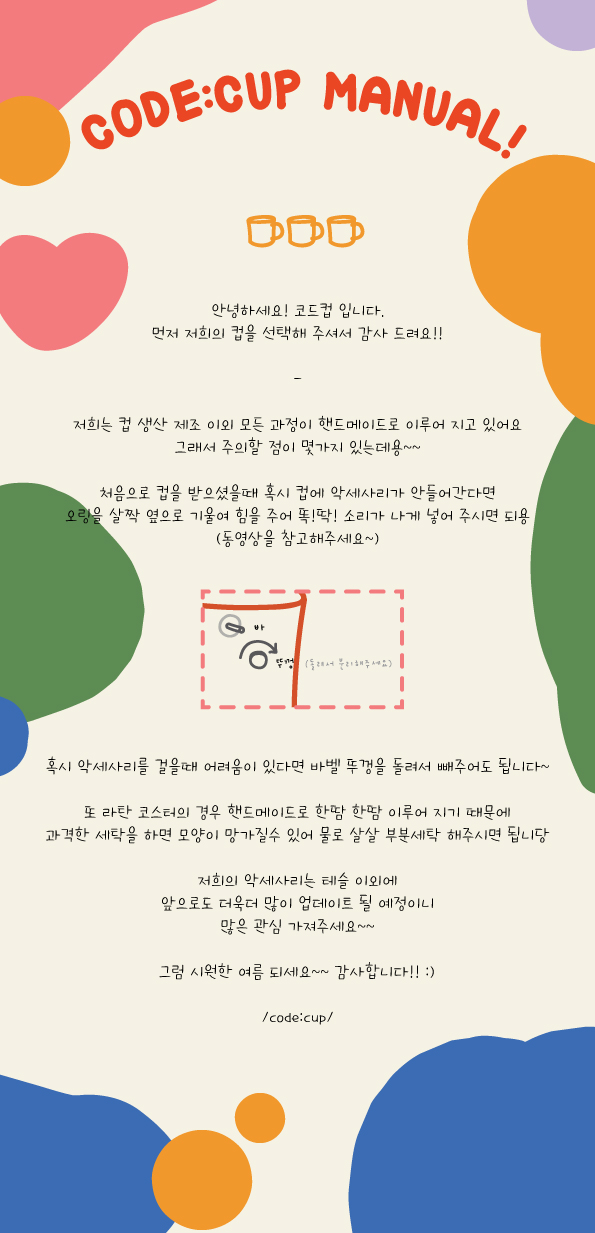 CODE:CUP MANUAL!
안녕하세요! 코드컵 입니다.
먼저 저희의 컵을 선택해 주셔서 감사 드려요!!
-
저희는 컵 생산 제조 이외 모든 과정이 핸드메이드로 이루어 지고 있어요
그래서 주의할 점이 몇가지 있는데용~~
처음으로 컵을 받으셨을때 혹시 컵에 악세사리가 안들어간다면
오링을 살짝 옆으로 기울여 힘을 주어 똑!딱! 소리가 나게 넣어 주시면 되용
(동영상을 참고해주세요~)
바
뚜껑
(돌려서 분리해주세요)
혹시 악세사리를 걸을때 어려움이 있다면 바벨 뚜껑을 돌려서 빼주어도 됩니다~
또 라탄 코스터의 경우 핸드메이드로 한땀 한땀 이루어 지기 때문에
과격한 세탁을 하면 모양이 망가질수 있어 물로 살살 부분세탁 해주시면 됩니당
저희의 악세사리는 테슬 이외에
앞으로도 더욱더 많이 업데이트 될 예정이니
많은 관심 가져주세요~~
그럼 시원한 여름 되세요~~ 감사합니다!! :)
/code:cup/